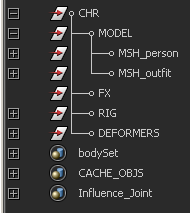 CHR
MODEL
MSH_person
MSH_outfit
FX
RIG
DEFORMERS
bodySet
CACHE_OBJS
Influence_Joint